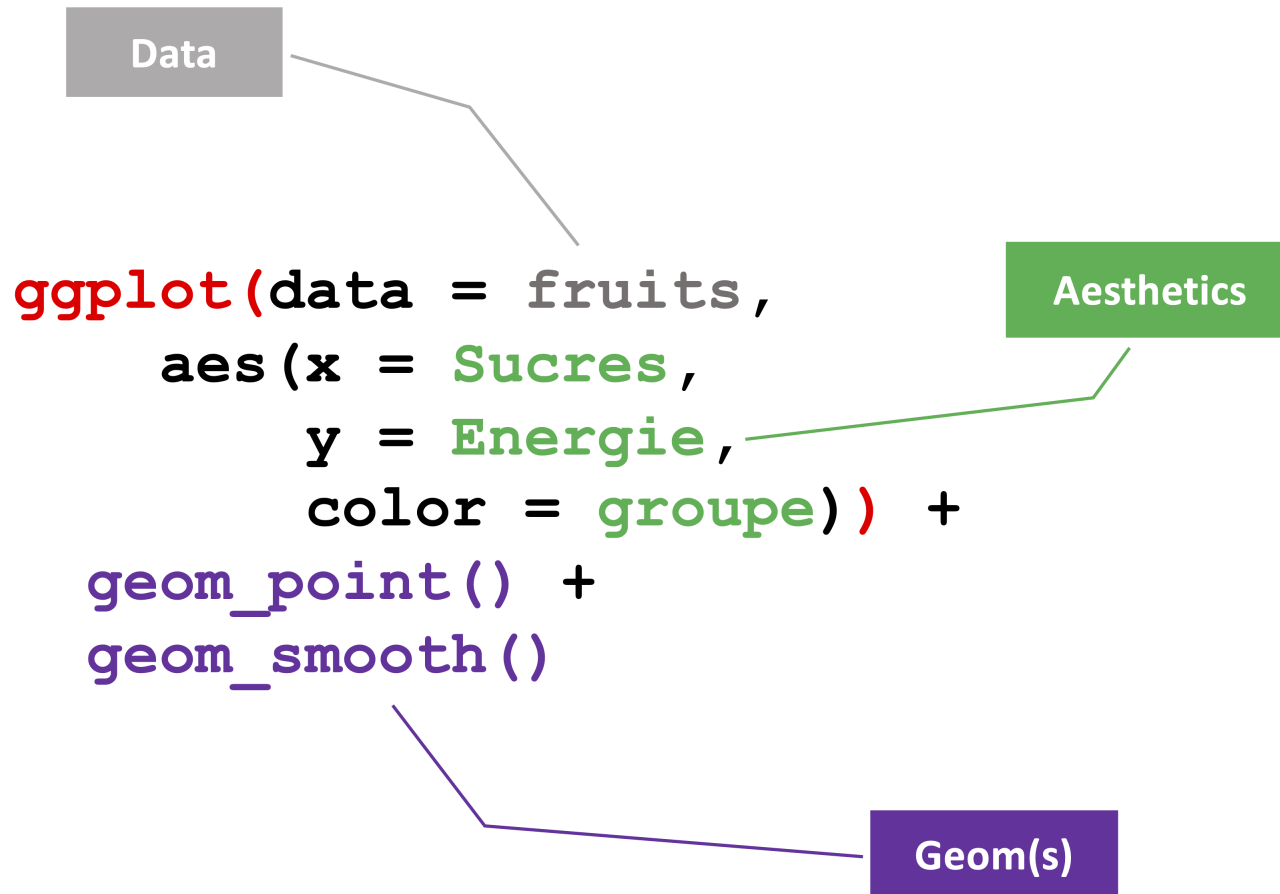 Data
ggplot(data = fruits,
Aesthetics
aes(x = Sucres,
y = Energie,
color = groupe)) +
geom_point() +
geom_smooth()
Geom(s)